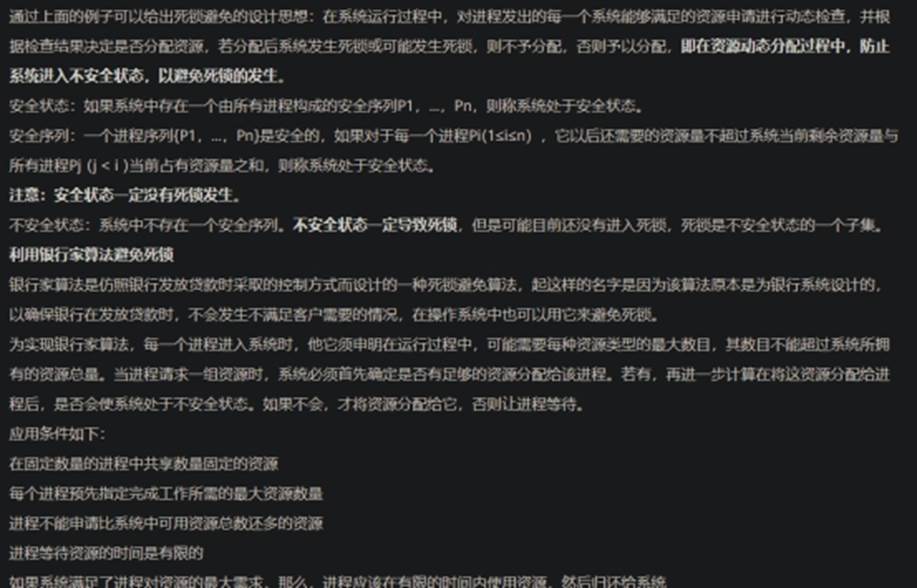 通过上面的例子可以给出死锁避免的设计思想：在系统运行过程中，对进程发出的每一个系统能够满足的资源申请进行动态检查，并根
据检查结果决定是否分配资源，若分配后系统发生死锁或可能发生死锁，则不予分配，否则予以分配，即在资源动态分配过程中，防止
系统进入不安全状态，以避免死锁的发生。
安全状态：如果系统中存在一个由所有进程构成的安全序列P1，…，Pn，则称系统处于安全状态。
安全序列：一个进程序列{P1，…，Pn}是安全的，如果对于每一个进程Pi(1≤i≤n），它以后还需要的资源量不超过系统当前剩余资源量与
所有进程Pj (j < i )当前占有资源量之和，则称系统处于安全状态。
注意：安全状态一定没有死锁发生。
不安全状态：系统中不存在一个安全序列。不安全状态一定导致死锁，但是可能目前还没有进入死锁，死锁是不安全状态的一个子集。
利用银行家算法避免死锁
银行家算法是仿照银行发放贷款时采取的控制方式而设计的一种死锁避免算法，起这样的名字是因为该算法原本是为银行系统设计的，
以确保银行在发放贷款时，不会发生不满足客户需要的情况，在操作系统中也可以用它来避免死锁。
为实现银行家算法，每一个进程进入系统时，他它须申明在运行过程中，可能需要每种资源类型的最大数目，其数目不能超过系统所拥
有的资源总量。当进程请求一组资源时，系统必须首先确定是否有足够的资源分配给该进程。若有，再进一步计算在将这资源分配给进
程后，是否会使系统处于不安全状态。如果不会，才将资源分配给它，否则让进程等待。
应用条件如下：
在固定数量的进程中共享数量固定的资源
每个进程预先指定完成工作所需的最大资源数量
进程不能申请比系统中可用资源总数还多的资源
进程等待资源的时间是有限的
如果系统满足了进程对资源的最大需求，那么，进程应该在有限的时间内使用资源，然后归还给系统